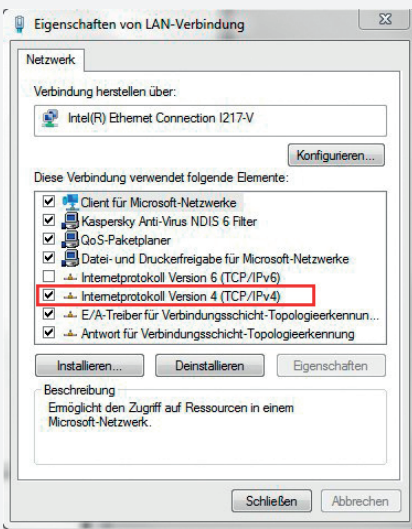 Eigenschaften von LAN-Verbindung
Netzwerk
Verbindung herstellen über:
Intel(R) Ethernet Connection I217-V
Konfigurieren...
Diese Verbindung verwendet folgende Elemente:
Client für Microsoft-Netzwerke
Kaspersky Anti-Virus NDIS 6 Filter
QoS-Paketplaner
Datei- und Druckerfreigabe für Microsoft-Netzwerke
Internetprotokoll Version 6 (TCP/IPv6)
Internetprotokoll Version 4 (TCP/IPv4)
E/A-Treiber für Verbindungsschicht-Topologieerkennun...
Antwort für Verbindungsschicht-Topologieerkennung
Installieren... Deinstallieren Eigenschaften
Beschreibung
Ermöglicht den Zugriff auf Ressourcen in einem
Microsoft-Netzwerk.
Schließen Abbrechen